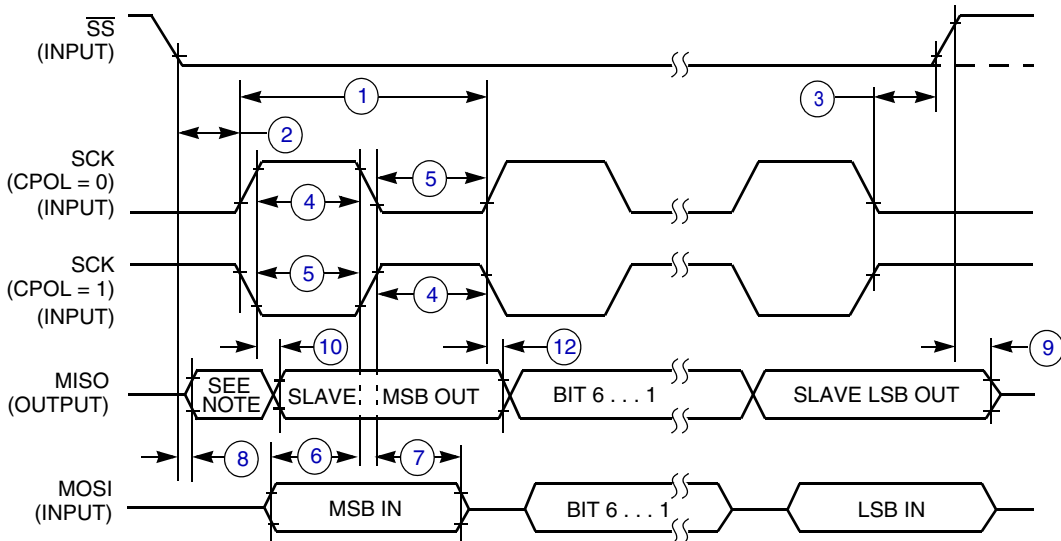 SS
(INPUT)
1
3
2
SCK
(CPOL = 0)
(INPUT)
5
4
SCK
(CPOL = 1)
(INPUT)
5
4
10
12
9
MISO
(OUTPUT)
SEE
NOTE
SLAVE
MSB OUT
BIT 6 . . . 1
SLAVE LSB OUT
8
6
7
MOSI
(INPUT)
MSB IN
BIT 6 . . . 1
LSB IN